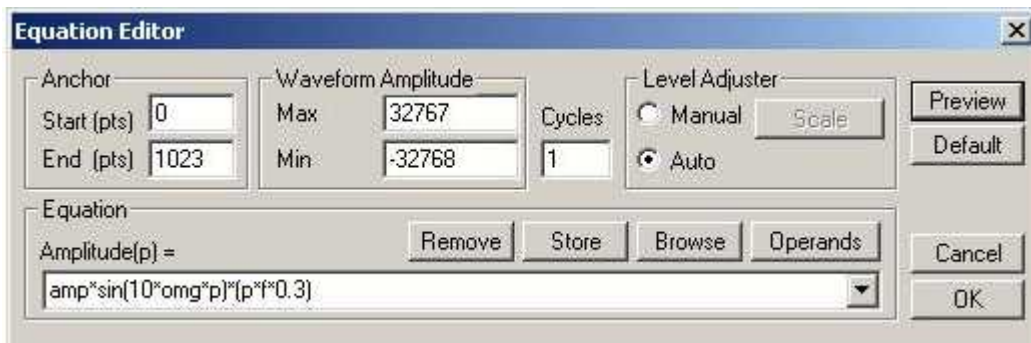 Equation Editor
Anchor
Start (pts) 0
End (pts) 1023
Waveform Amplitude
Max 32767
Min -32768
Cycles
1
Level Adjuster
Manual
Scale
Auto
Preview
Default
Equation
Amplitude(p) =
Remove Store Browse Operands
amp*sin(10*omg*p)*(p*f*0.3)
Cancel
OK